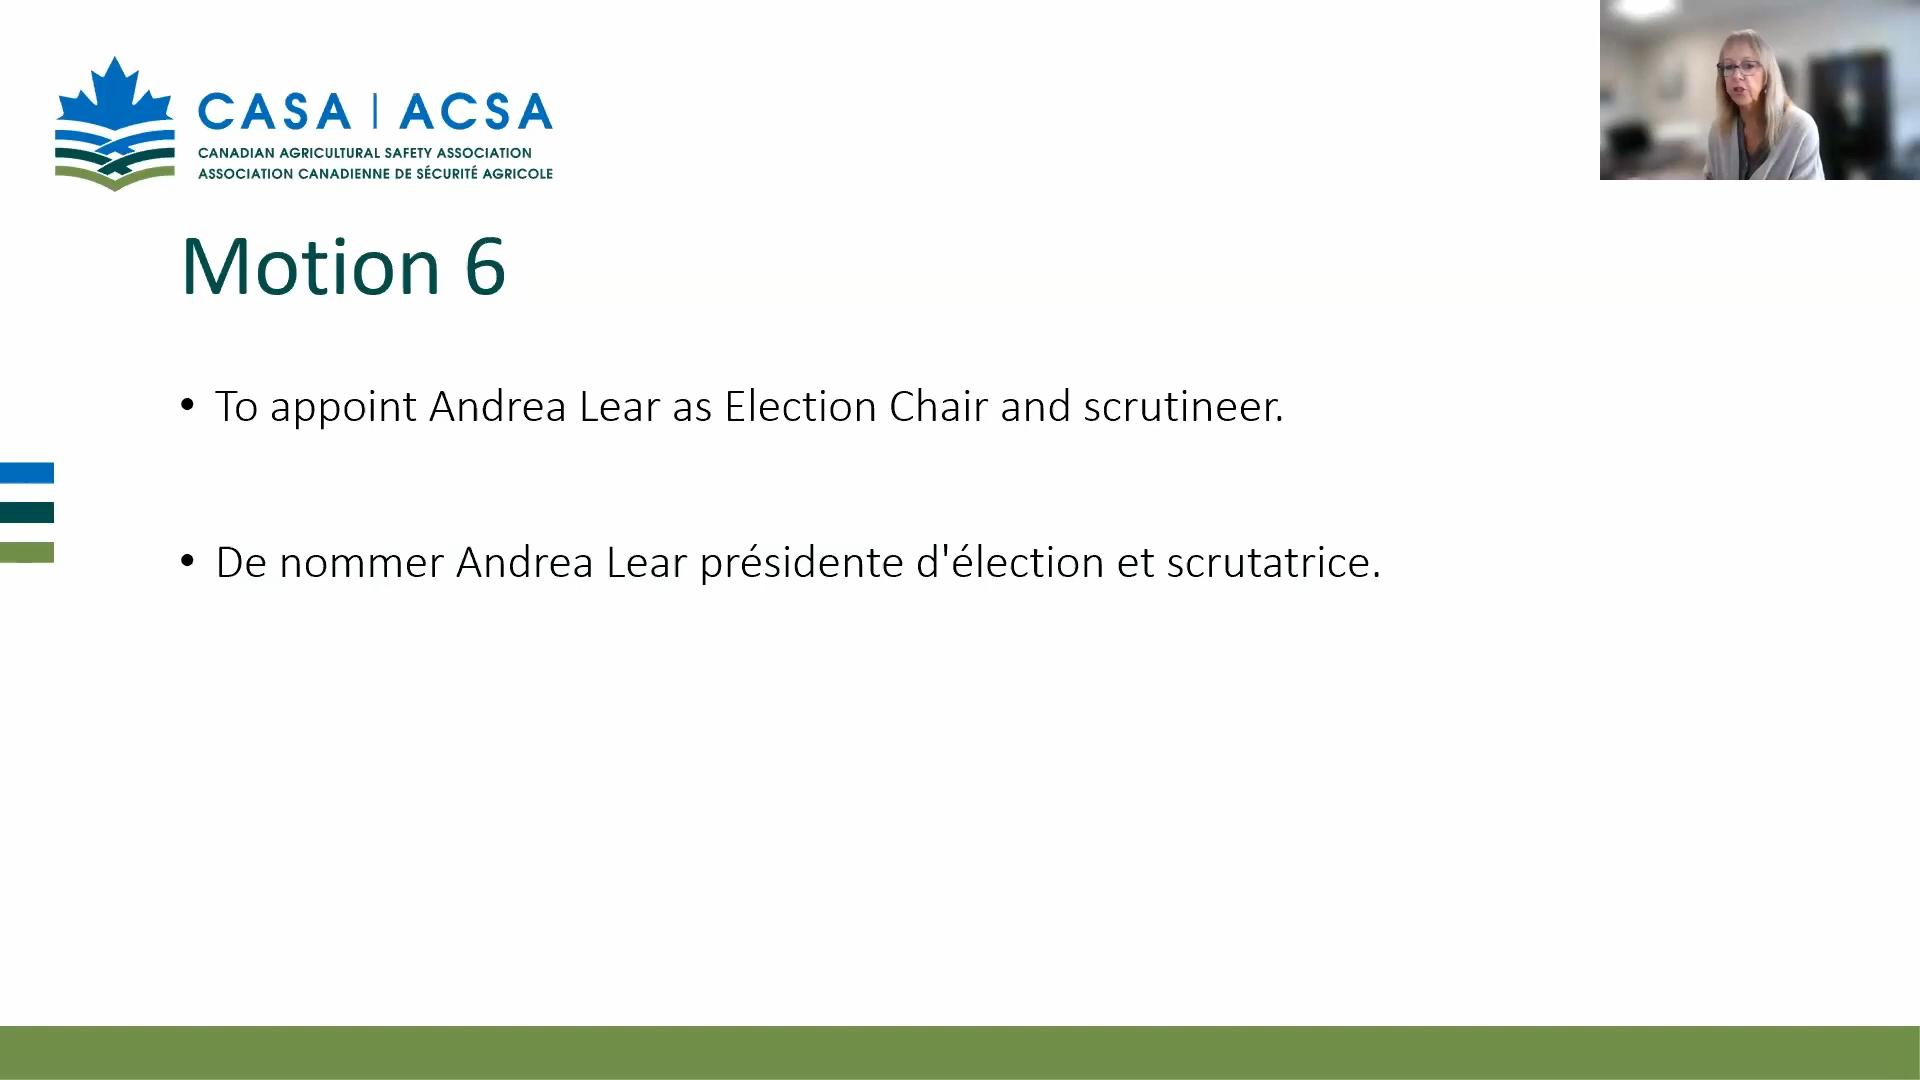 CASA | ACSA
CANADIAN AGRICULTURAL SAFETY ASSOCIATION
ASSOCIATION CANADIENNE DE SÉCURITÉ AGRICOLE
Motion 6
• To appoint Andrea Lear as Election Chair and scrutineer.
• De nommer Andrea Lear présidente d'élection et scrutatrice.